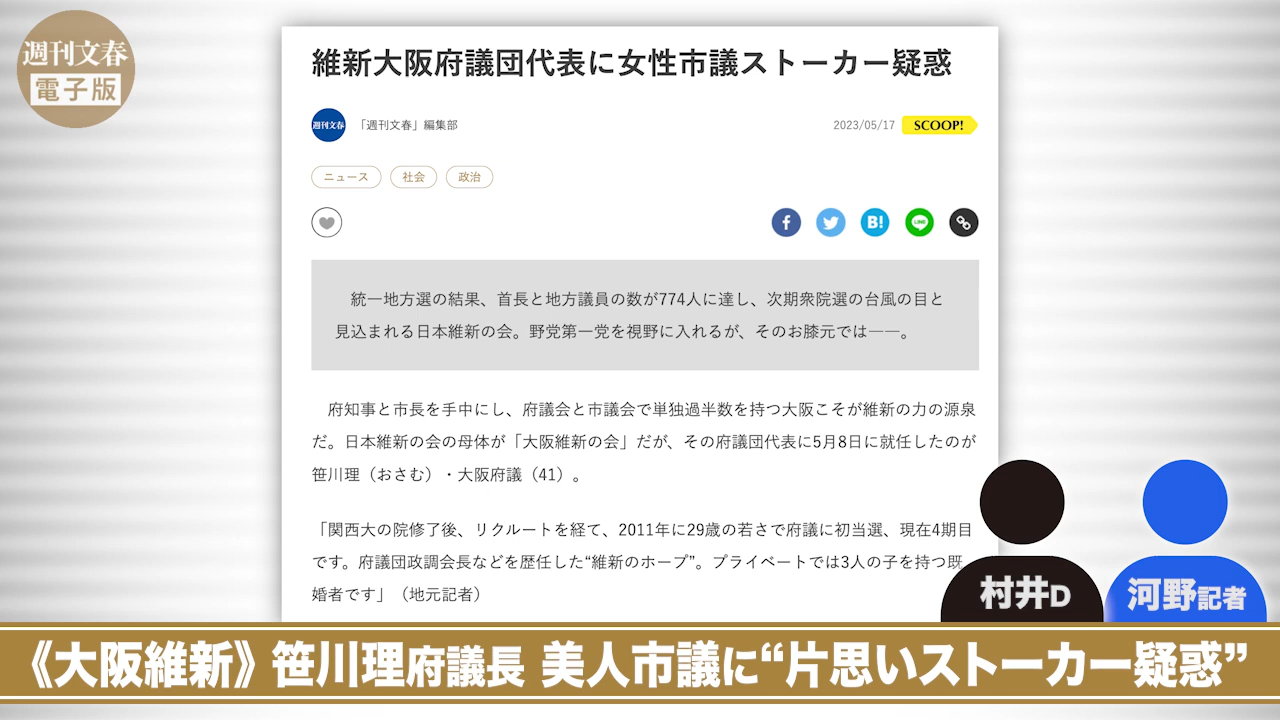 週刊文春
電子版
維新大阪府議団代表に女性市議ストーカー疑惑
週刊文春
「週刊文春」編集部
2023/05/17
SCOOP!
ニュース
社会
政治
f
B!
LINE
統一地方選の結果、首長と地方議員の数が774人に達し、次期衆院選の台風の目と
見込まれる日本維新の会。野党第一党を視野に入れるが、そのお膝元では――。
府知事と市長を手中にし、府議会と市議会で単独過半数を持つ大阪こそが維新の力の源泉
だ。日本維新の会の母体が「大阪維新の会」だが、その府議団代表に5月8日に就任したのが
笹川理（おさむ）・大阪府議（41）。
「関西大の院修了後、リクルートを経て、2011年に29歳の若さで府議に初当選、現在4期目
です。府議団政調会長などを歴任した“維新のホープ”。プライベートでは3人の子を持つ既
婚者です」（地元記者）
村井D
河野記者
《大阪維新》笹川理府議長 美人市議に“片思いストーカー疑惑”